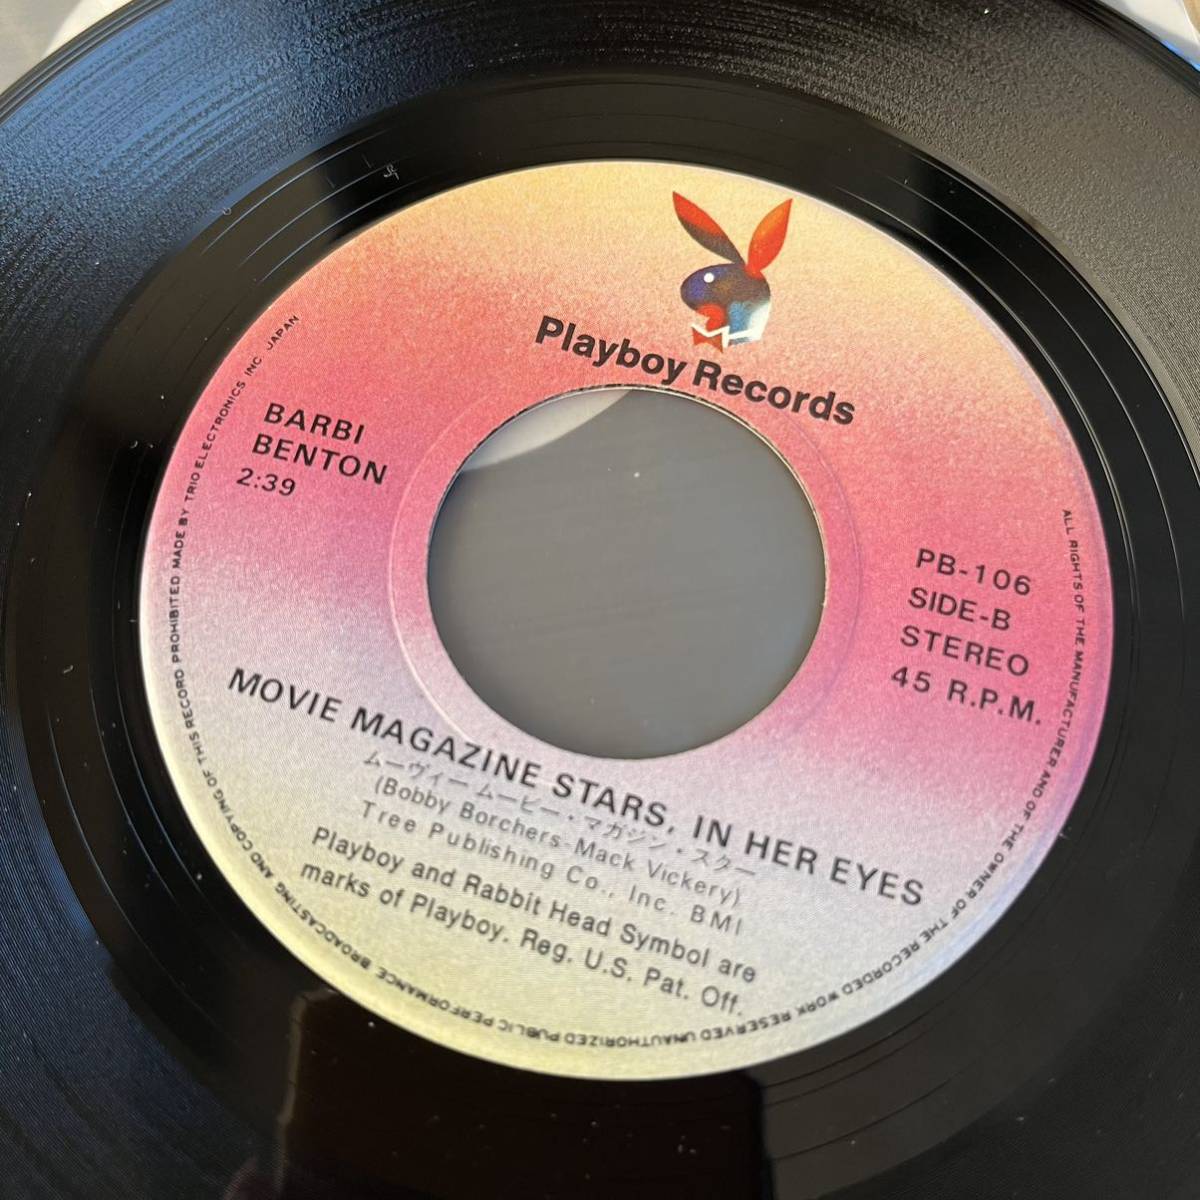 Playboy Records
BARBI
BENTON
2:39
PB-106
SIDE-B
STEREO
45 R.P.M.
MOVIE MAGAZINE STARS, IN HER EYES
ムーヴィー ムービー・マガジン・スター
(Bobby Borchers-Mack Vickery)
Tree Publishing Co., Inc. BMI
Playboy and Rabbit Head Symbol are
marks of Playboy. Reg. U.S. Pat. Off.
ALL RIGHTS OF THE MANUFACTURER AND OF THE OWNER OF THE RECORDED WORK RESERVED UNAUTHORIZED PUBLIC PERFORMANCE BROADCASTING AND COPYING OF THIS RECORD PROHIBITED MADE BY TRIO ELECTRONICS INC. JAPAN